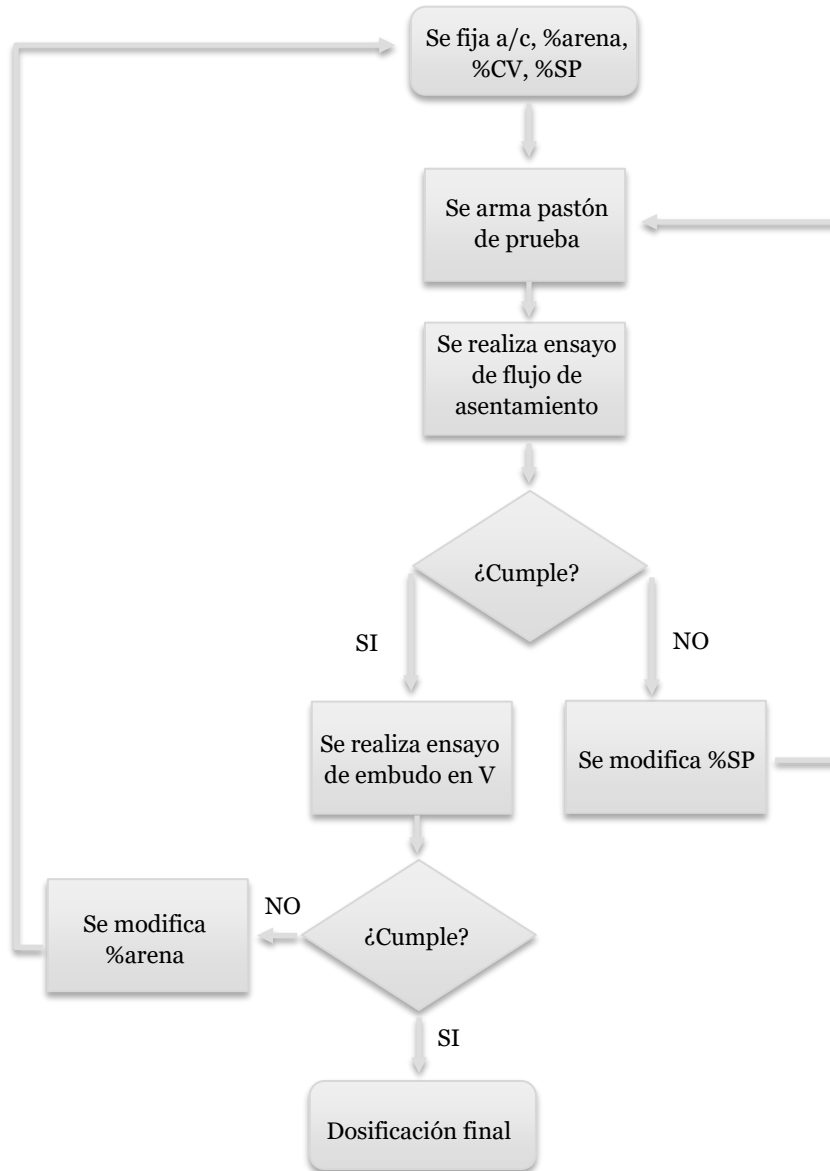 Se fija a/c, %arena,
%CV, %SP
Se arma pastón
de prueba
Se realiza ensayo
de flujo de
asentamiento
¿Cumple?
SI
NO
Se realiza ensayo
de embudo en V
Se modifica %SP
Se modifica
%arena
NO
¿Cumple?
SI
Dosificación final